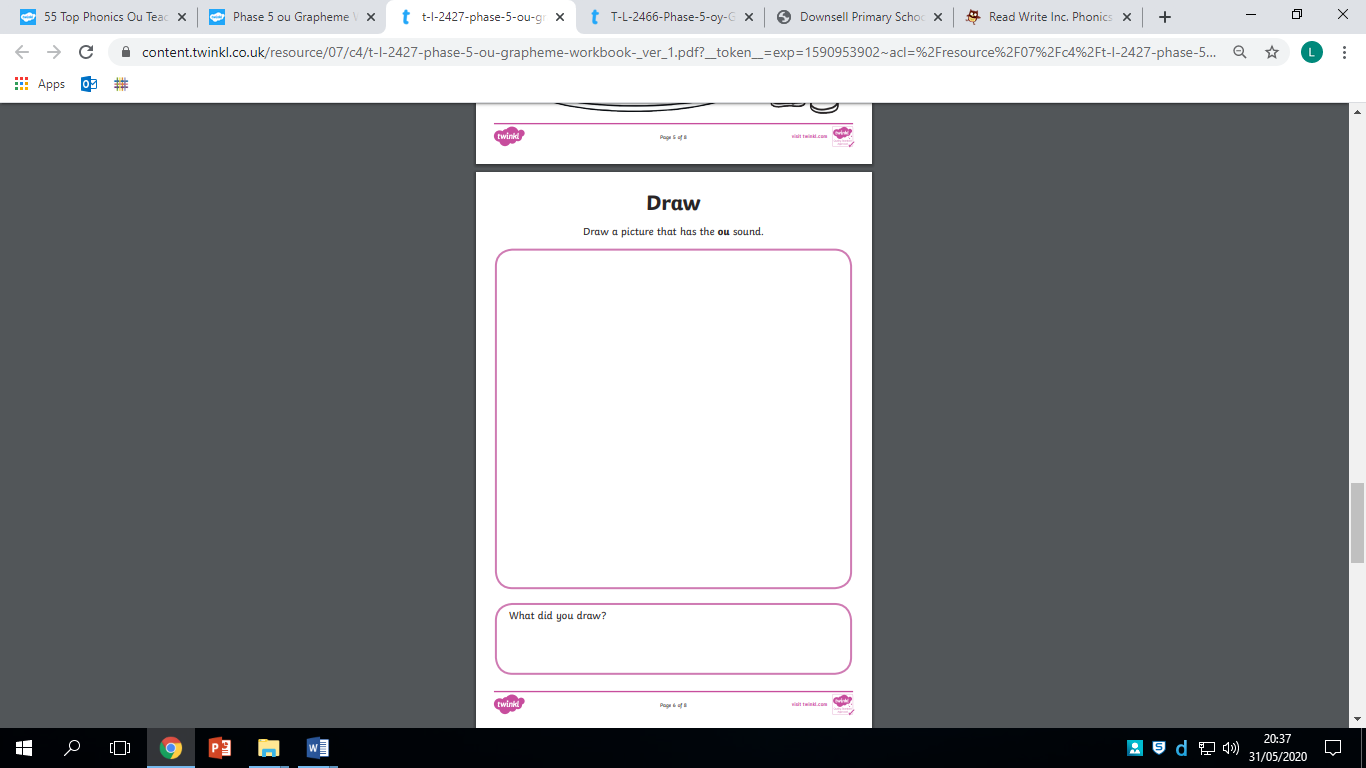 55 Top Phonics Ou Teac
Phase 5 ou Grapheme W
t-l-2427-phase-5-ou-gr
T-L-2466-Phase-5-oy-G
Downsell Primary Schoo
Read Write Inc. Phonics
content.twinkl.co.uk/resource/07/c4/t-l-2427-phase-5-ou-grapheme-workbook-_ver_1.pdf?__token__=exp=1590953902~acl=%2Fresource%2F07%2Fc4%2Ft-l-2427-phase-5...
L
Apps
twinkl
Page 5 of 8
visit twinkl.com
twinkl
Draw
Draw a picture that has the ou sound.
What did you draw?
twinkl
Page 6 of 8
visit twinkl.com
twinkl
20:37
31/05/2020